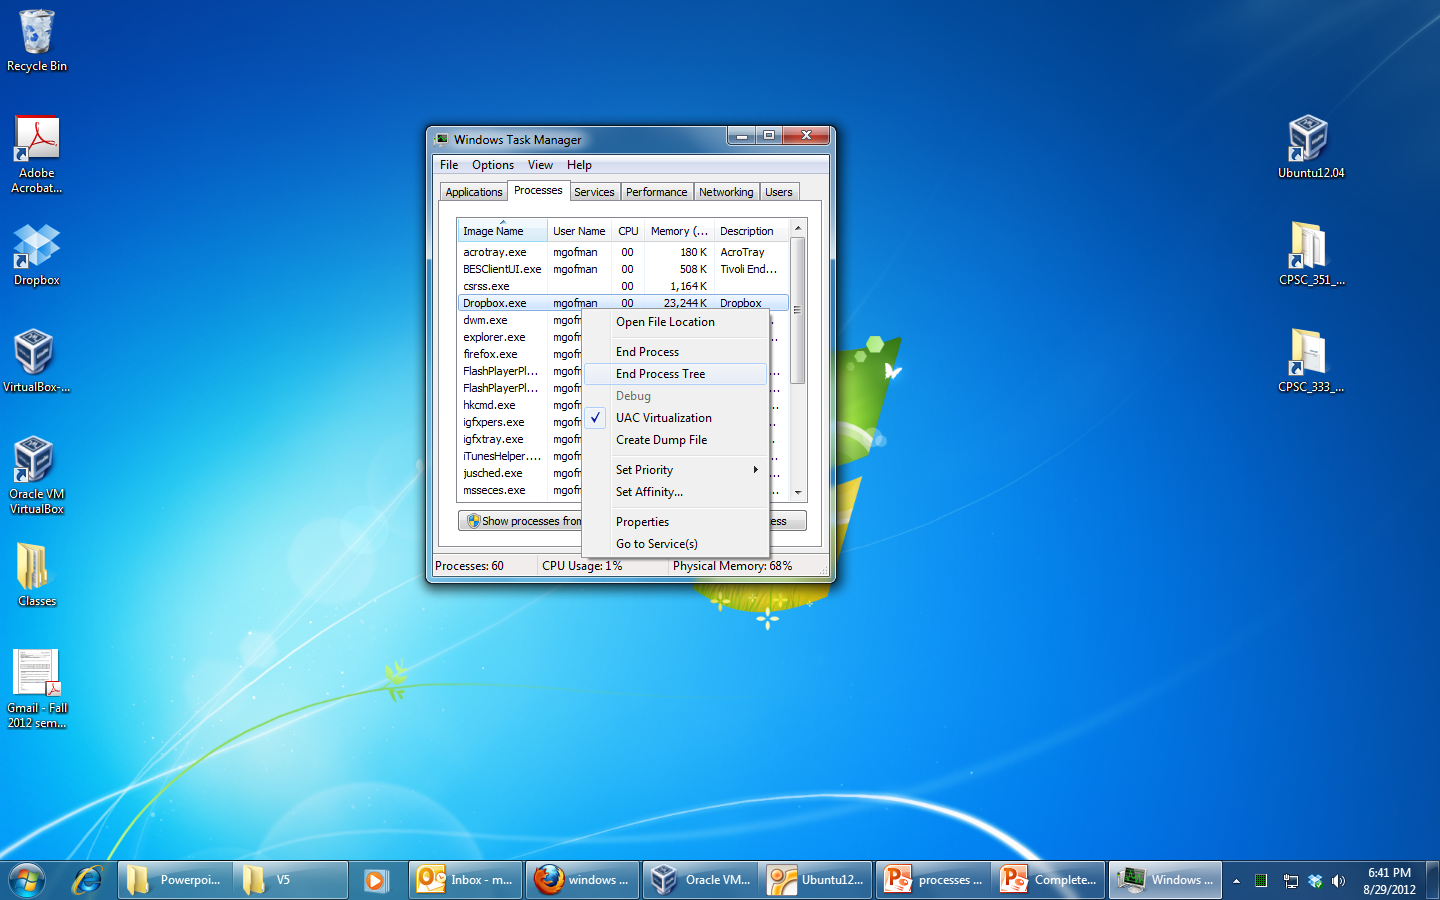 Recycle Bin
Adobe
Acrobat...
Dropbox
VirtualBox-...
Oracle VM
VirtualBox
Classes
Gmail - Fall
2012 sem...
Windows Task Manager
File Options View Help
Applications Processes Services Performance Networking Users
Image Name User Name CPU Memory (... Description
acrotray.exe mgofman 00 180 K AcroTray
BESClientUI.exe mgofman 00 508 K Tivoli End...
csrss.exe 00 1,164 K
Dropbox.exe mgofman 00 23,244 K Dropbox
dwm.exe
explorer.exe
firefox.exe
FlashPlayerPl...
FlashPlayerPl...
hkcmd.exe
igfxpers.exe
igfxtray.exe
iTunesHelper....
jusched.exe
msseces.exe
Show processes from
Open File Location
End Process
End Process Tree
Debug
UAC Virtualization
Create Dump File
Set Priority
Set Affinity...
Properties
Go to Service(s)
Processes: 60 CPU Usage: 1% Physical Memory: 68%
Ubuntu12.04
CPSC_351_...
CPSC_333_...
Powerpoi... V5 Inbox - m... windows ... Oracle VM... Ubuntu12... processes ... Complete... Windows ...
6:41 PM
8/29/2012